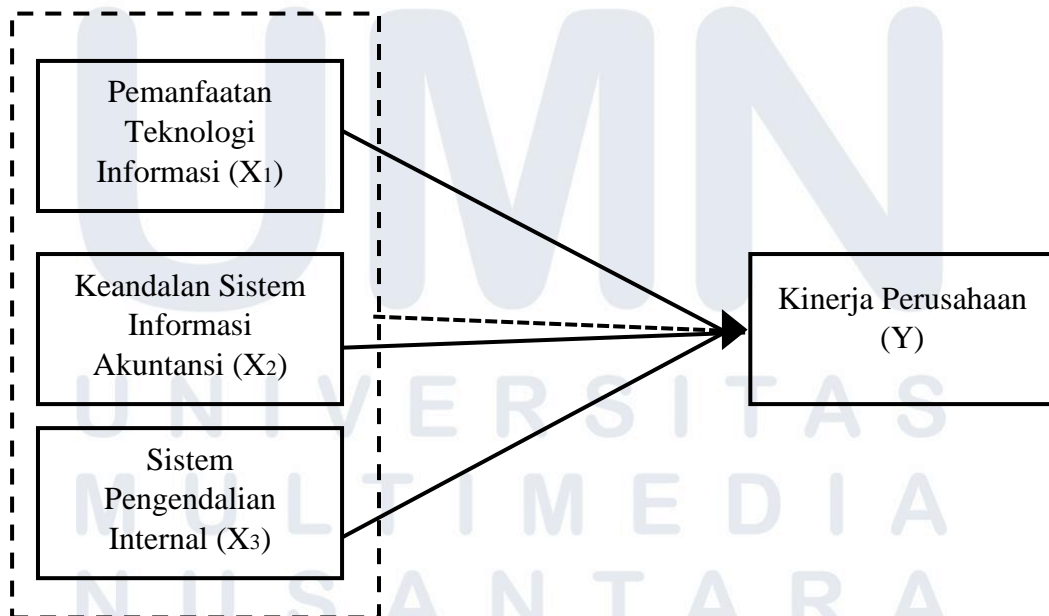 UMN
Pemanfaatan
Teknologi
Informasi (X1)
Keandalan Sistem
Informasi
Akuntansi (X2)
Kinerja Perusahaan
(Y)
UNIVERSITAS
Sistem
Pengendalian
Internal (X3)
MULTIMEDIA
NUSANTARA